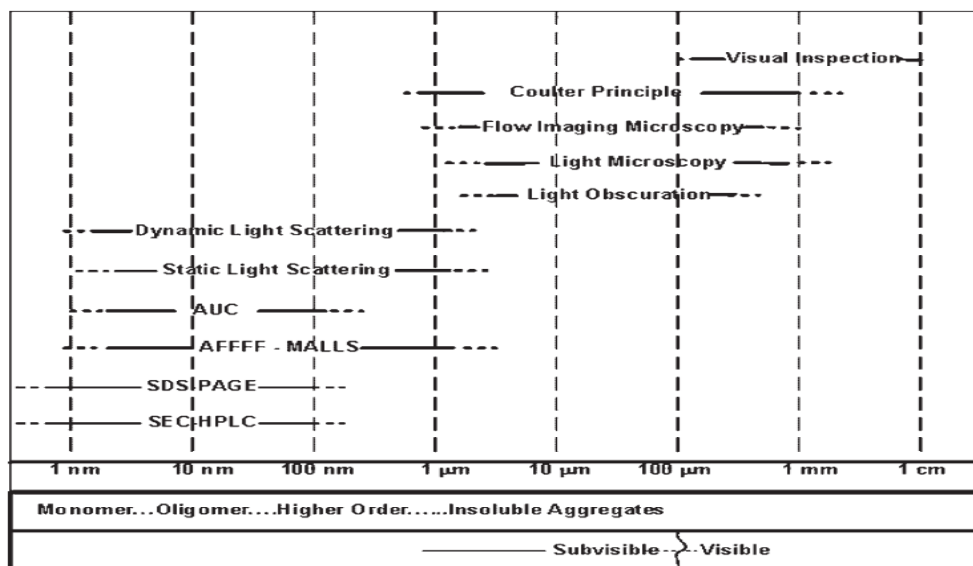 Visual Inspection
Coulter Principle
Flow Imaging Microscopy
Light Microscopy
Light Obscuration
Dynamic Light Scattering
Static Light Scattering
AUC
AFFFF - MALLS
SDS PAGE
SEC HPLC
1 nm 10 nm 100 nm 1 µm 10 µm 100 µm 1 mm 1 cm
Monomer...Oligomer....Higher Order......Insoluble Aggregates
Subvisible Visible